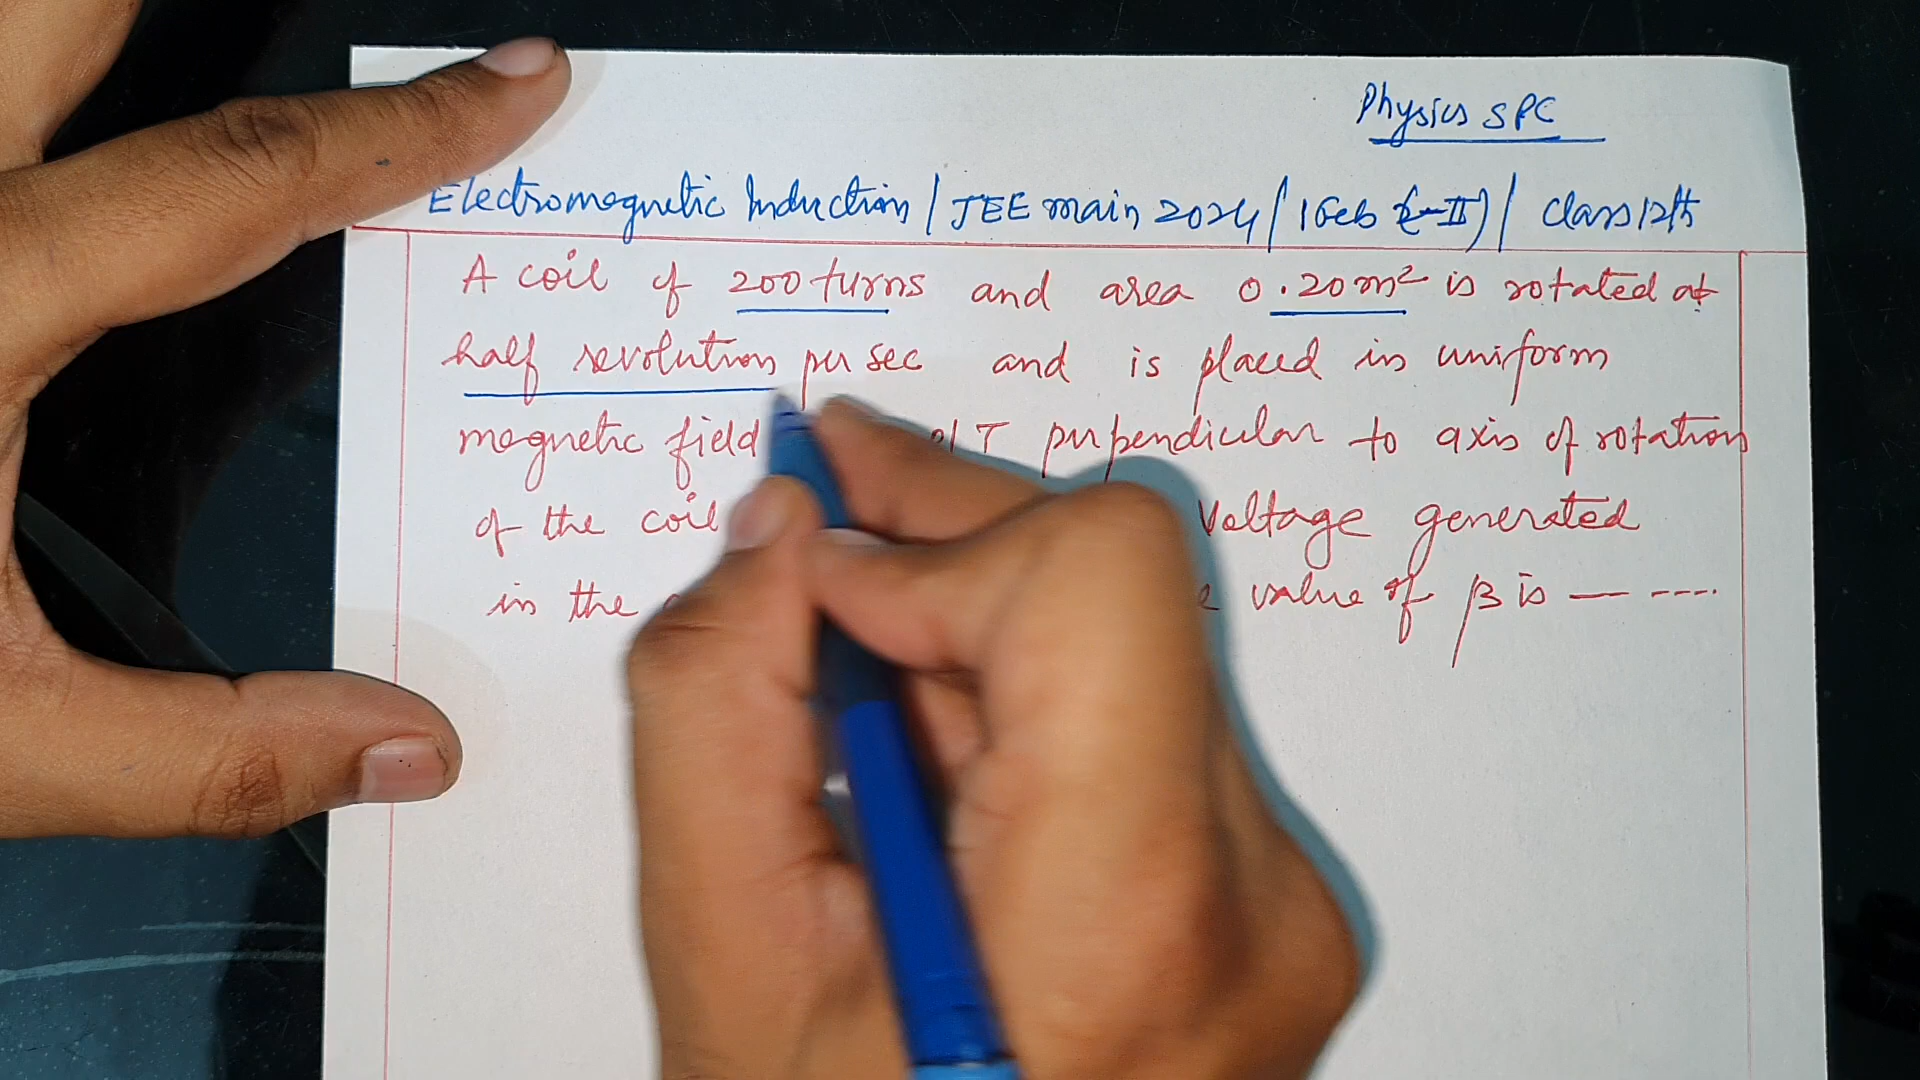 Physics SPC
Electromagnetic Induction / JEE main 2024 / 1 Feb (-II) / Class 12th
A coil of 200 turns and area 0.20 m² is rotated at
half revolution per sec and is placed in uniform
magnetic field T perpendicular to axis of rotation
of the coil Voltage generated
in the value of β is — ----.